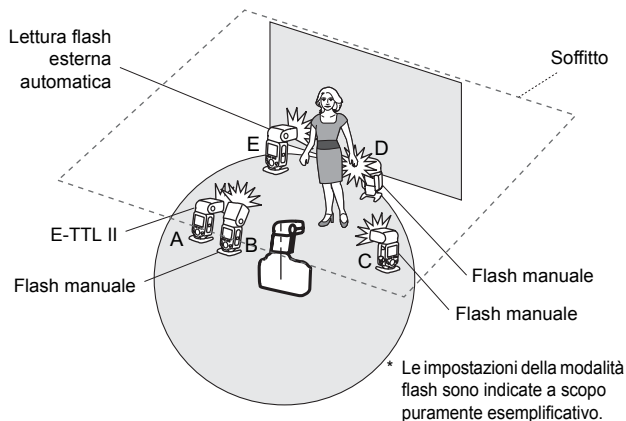 Lettura flash
esterna
automatica
Soffitto
E
D
E-TTL II
A
B
C
Flash manuale
Flash manuale
Flash manuale
* Le impostazioni della modalità
flash sono indicate a scopo
puramente esemplificativo.